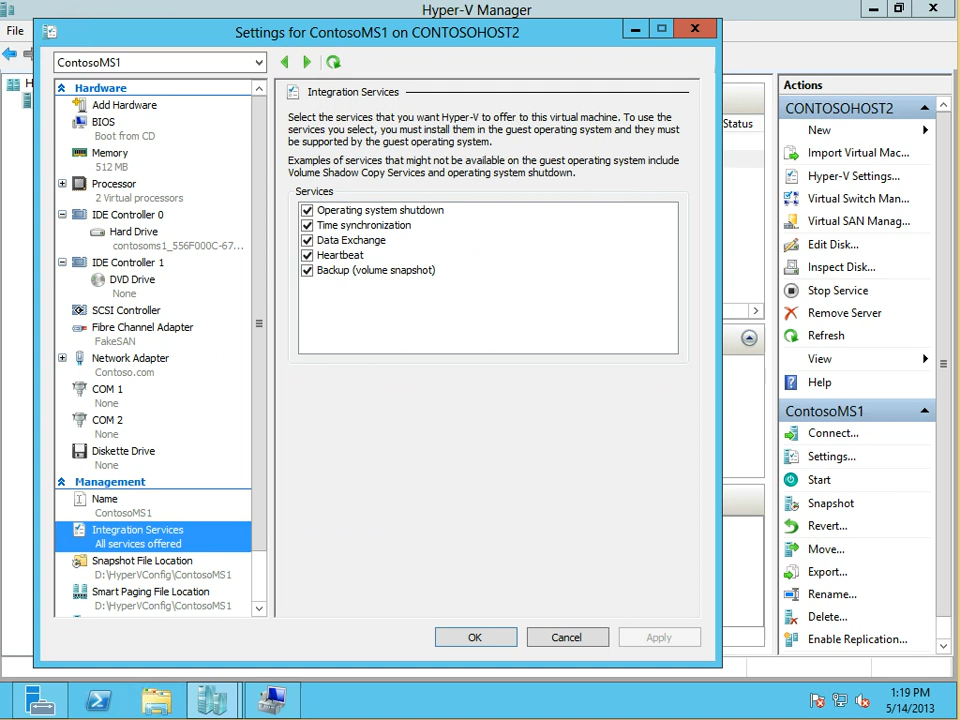 Hyper-V Manager
File
Settings for ContosoMS1 on CONTOSOHOST2
ContosoMS1
Hardware
Add Hardware
BIOS
Boot from CD
Memory
512 MB
Processor
2 Virtual processors
IDE Controller 0
Hard Drive
contosoms1_556F000C-67...
IDE Controller 1
DVD Drive
None
SCSI Controller
Fibre Channel Adapter
FakeSAN
Network Adapter
Contoso.com
COM 1
None
COM 2
None
Diskette Drive
None
Management
Name
ContosoMS1
Integration Services
All services offered
Snapshot File Location
D:\HyperVConfig\ContosoMS1
Smart Paging File Location
D:\HyperVConfig\ContosoMS1
Integration Services
Select the services that you want Hyper-V to offer to this virtual machine. To use the
services you select, you must install them in the guest operating system and they must
be supported by the guest operating system.
Examples of services that might not be available on the guest operating system include
Volume Shadow Copy Services and operating system shutdown.
Services
Operating system shutdown
Time synchronization
Data Exchange
Heartbeat
Backup (volume snapshot)
OK
Cancel
Apply
Status
Actions
CONTOSOHOST2
New
Import Virtual Mac...
Hyper-V Settings...
Virtual Switch Man...
Virtual SAN Manag...
Edit Disk...
Inspect Disk...
Stop Service
Remove Server
Refresh
View
Help
ContosoMS1
Connect...
Settings...
Start
Snapshot
Revert...
Move...
Export...
Rename...
Delete...
Enable Replication...
1:19 PM
5/14/2013